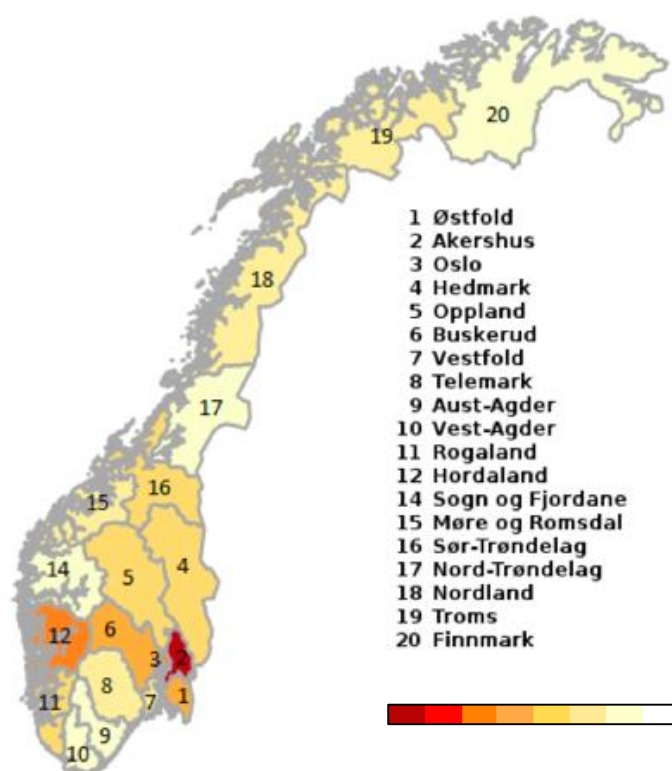 20
19
18
17
16
15
14
5
4
12
6
3
2
8
11
7
1
9
10
1 Østfold
2 Akershus
3 Oslo
4 Hedmark
5 Oppland
6 Buskerud
7 Vestfold
8 Telemark
9 Aust-Agder
10 Vest-Agder
11 Rogaland
12 Hordaland
14 Sogn og Fjordane
15 Møre og Romsdal
16 Sør-Trøndelag
17 Nord-Trøndelag
18 Nordland
19 Troms
20 Finnmark